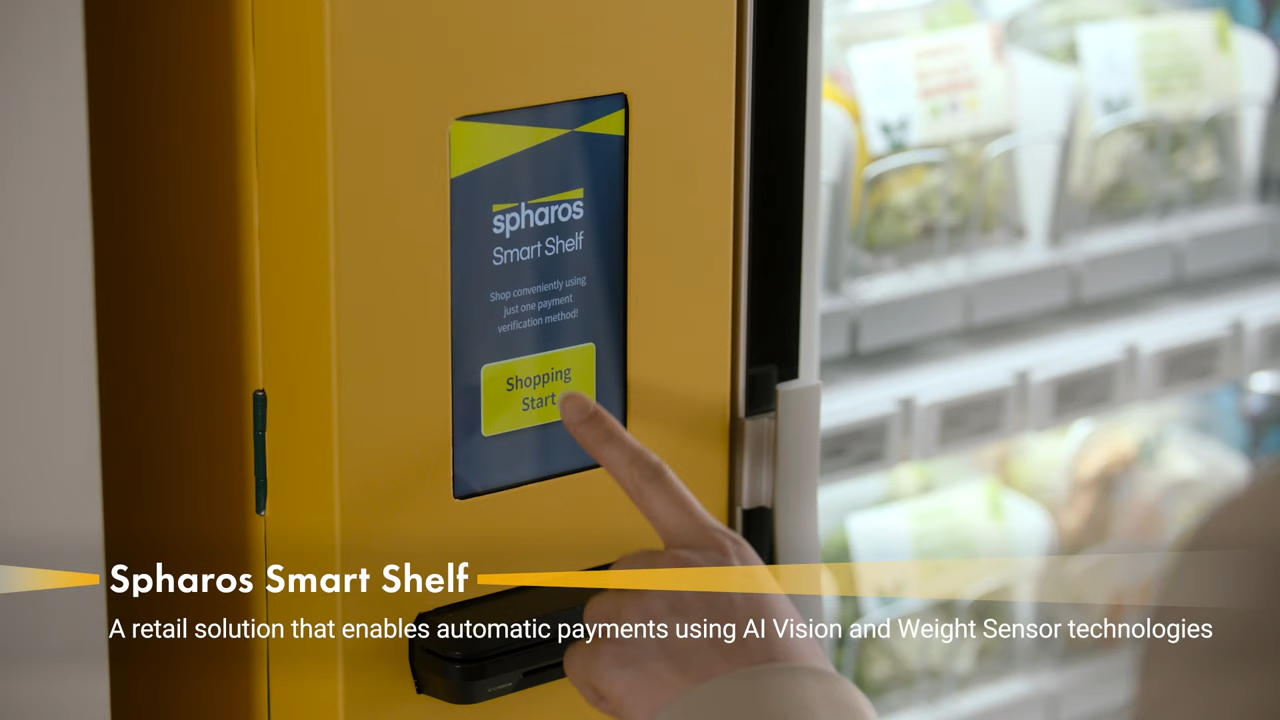 spharos
Smart Shelf
Shop conveniently using
just one payment
verification method!
Shopping
Start
Spharos Smart Shelf
A retail solution that enables automatic payments using AI Vision and Weight Sensor technologies